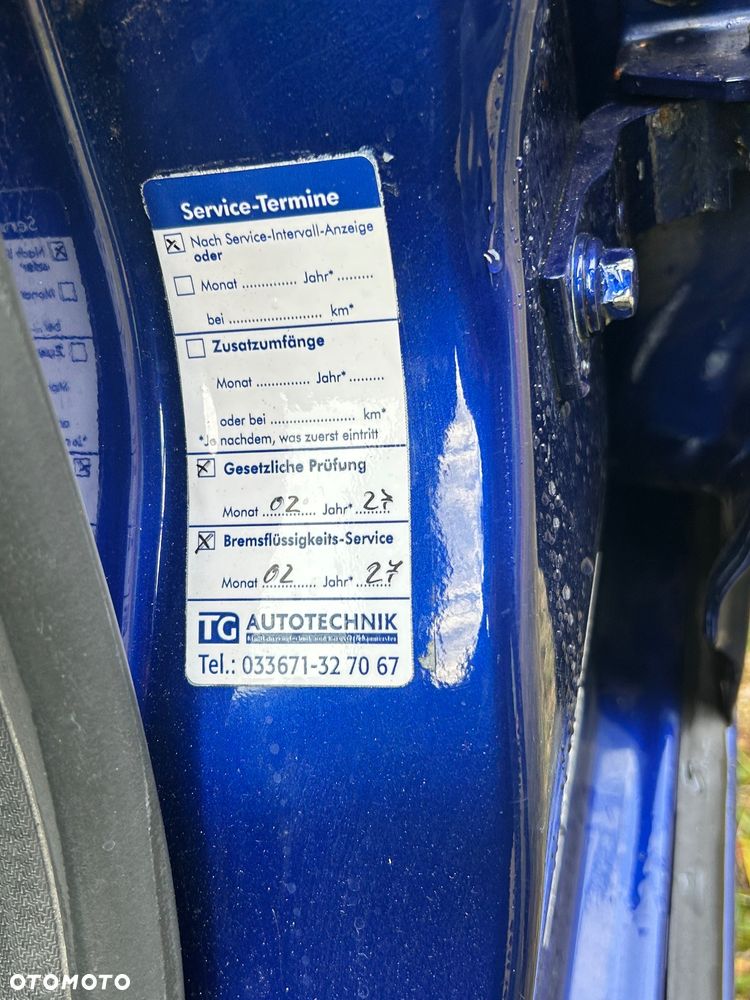 Service-Termine
x Nach Service-Intervall-Anzeige
oder
Monat .............. Jahr* .........
bei ....................... km*
Zusatzumfänge
Monat .............. Jahr* .........
oder bei ...................... km*
*Je nachdem, was zuerst eintritt
x Gesetzliche Prüfung
Monat 02 Jahr* 27
x Bremsflüssigkeits-Service
Monat 02 Jahr* 27
TG AUTOTECHNIK
Tel.: 033671-32 70 67
OTOMOTO